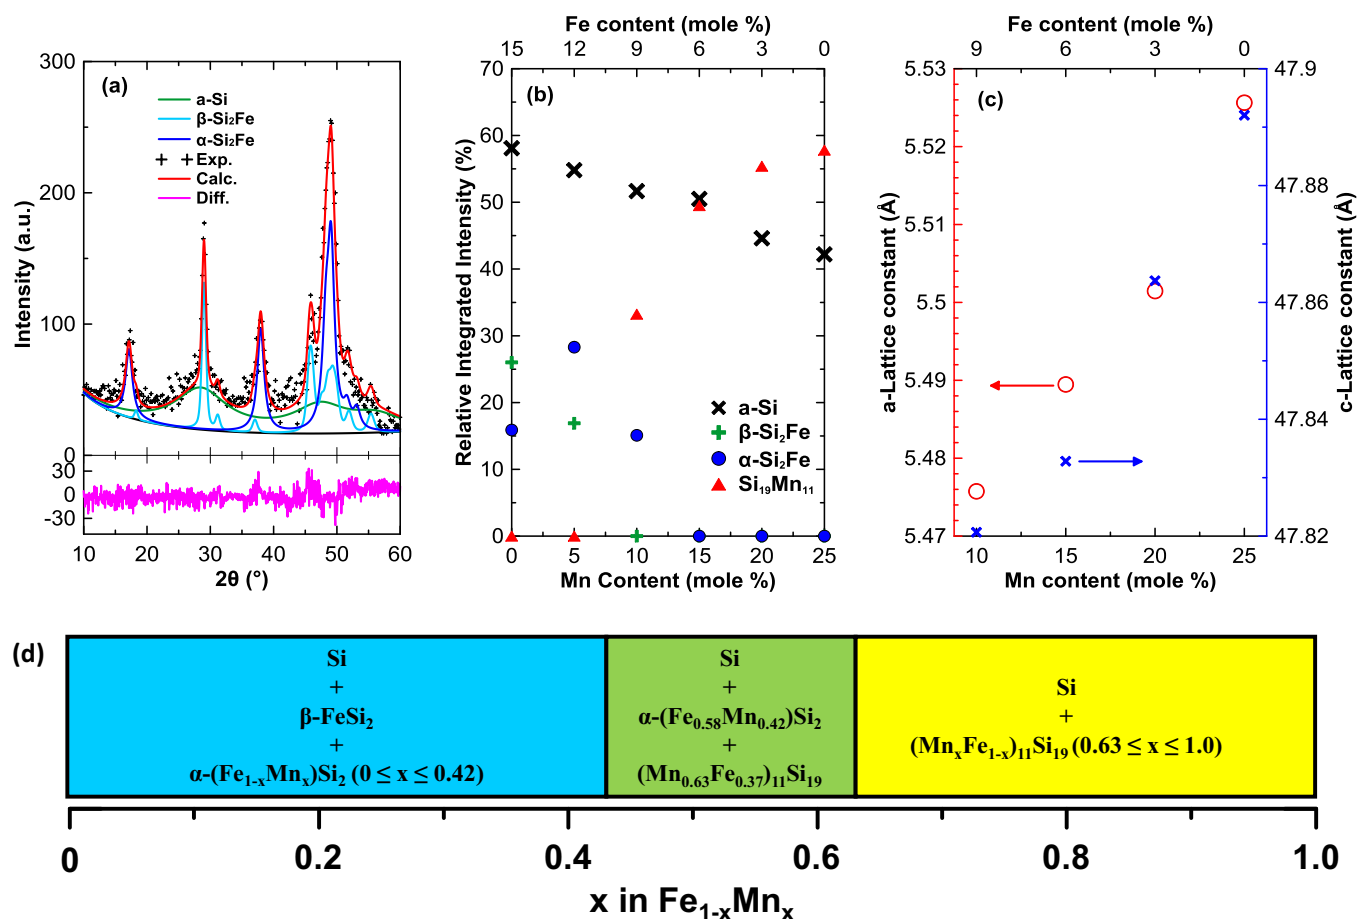 (a)
300
200
100
0
30
0
-30
Intensity (a.u.)
a-Si
β-Si₂Fe
α-Si₂Fe
Exp.
Calc.
Diff.
10 20 30 40 50 60
2θ (°)
Fe content (mole %)
15 12 9 6 3 0
(b)
70
60
50
40
30
20
10
0
Relative Integrated Intensity (%)
a-Si
β-Si₂Fe
α-Si₂Fe
Si₁₉Mn₁₁
0 5 10 15 20 25
Mn Content (mole %)
Fe content (mole %)
9 6 3 0
(c)
5.53
5.52
5.51
5.5
5.49
5.48
5.47
a-Lattice constant (Å)
47.9
47.88
47.86
47.84
47.82
c-Lattice constant (Å)
10 15 20 25
Mn content (mole %)
(d)
Si
+
β-FeSi₂
+
α-(Fe₁₋ₓMnₓ)Si₂ (0 ≤ x ≤ 0.42)
Si
+
α-(Fe₀.₅₈Mn₀.₄₂)Si₂
+
(Mn₀.₆₃Fe₀.₃₇)₁₁Si₁₉
Si
+
(MnₓFe₁₋ₓ)₁₁Si₁₉ (0.63 ≤ x ≤ 1.0)
0 0.2 0.4 0.6 0.8 1.0
x in Fe₁₋ₓMnₓ